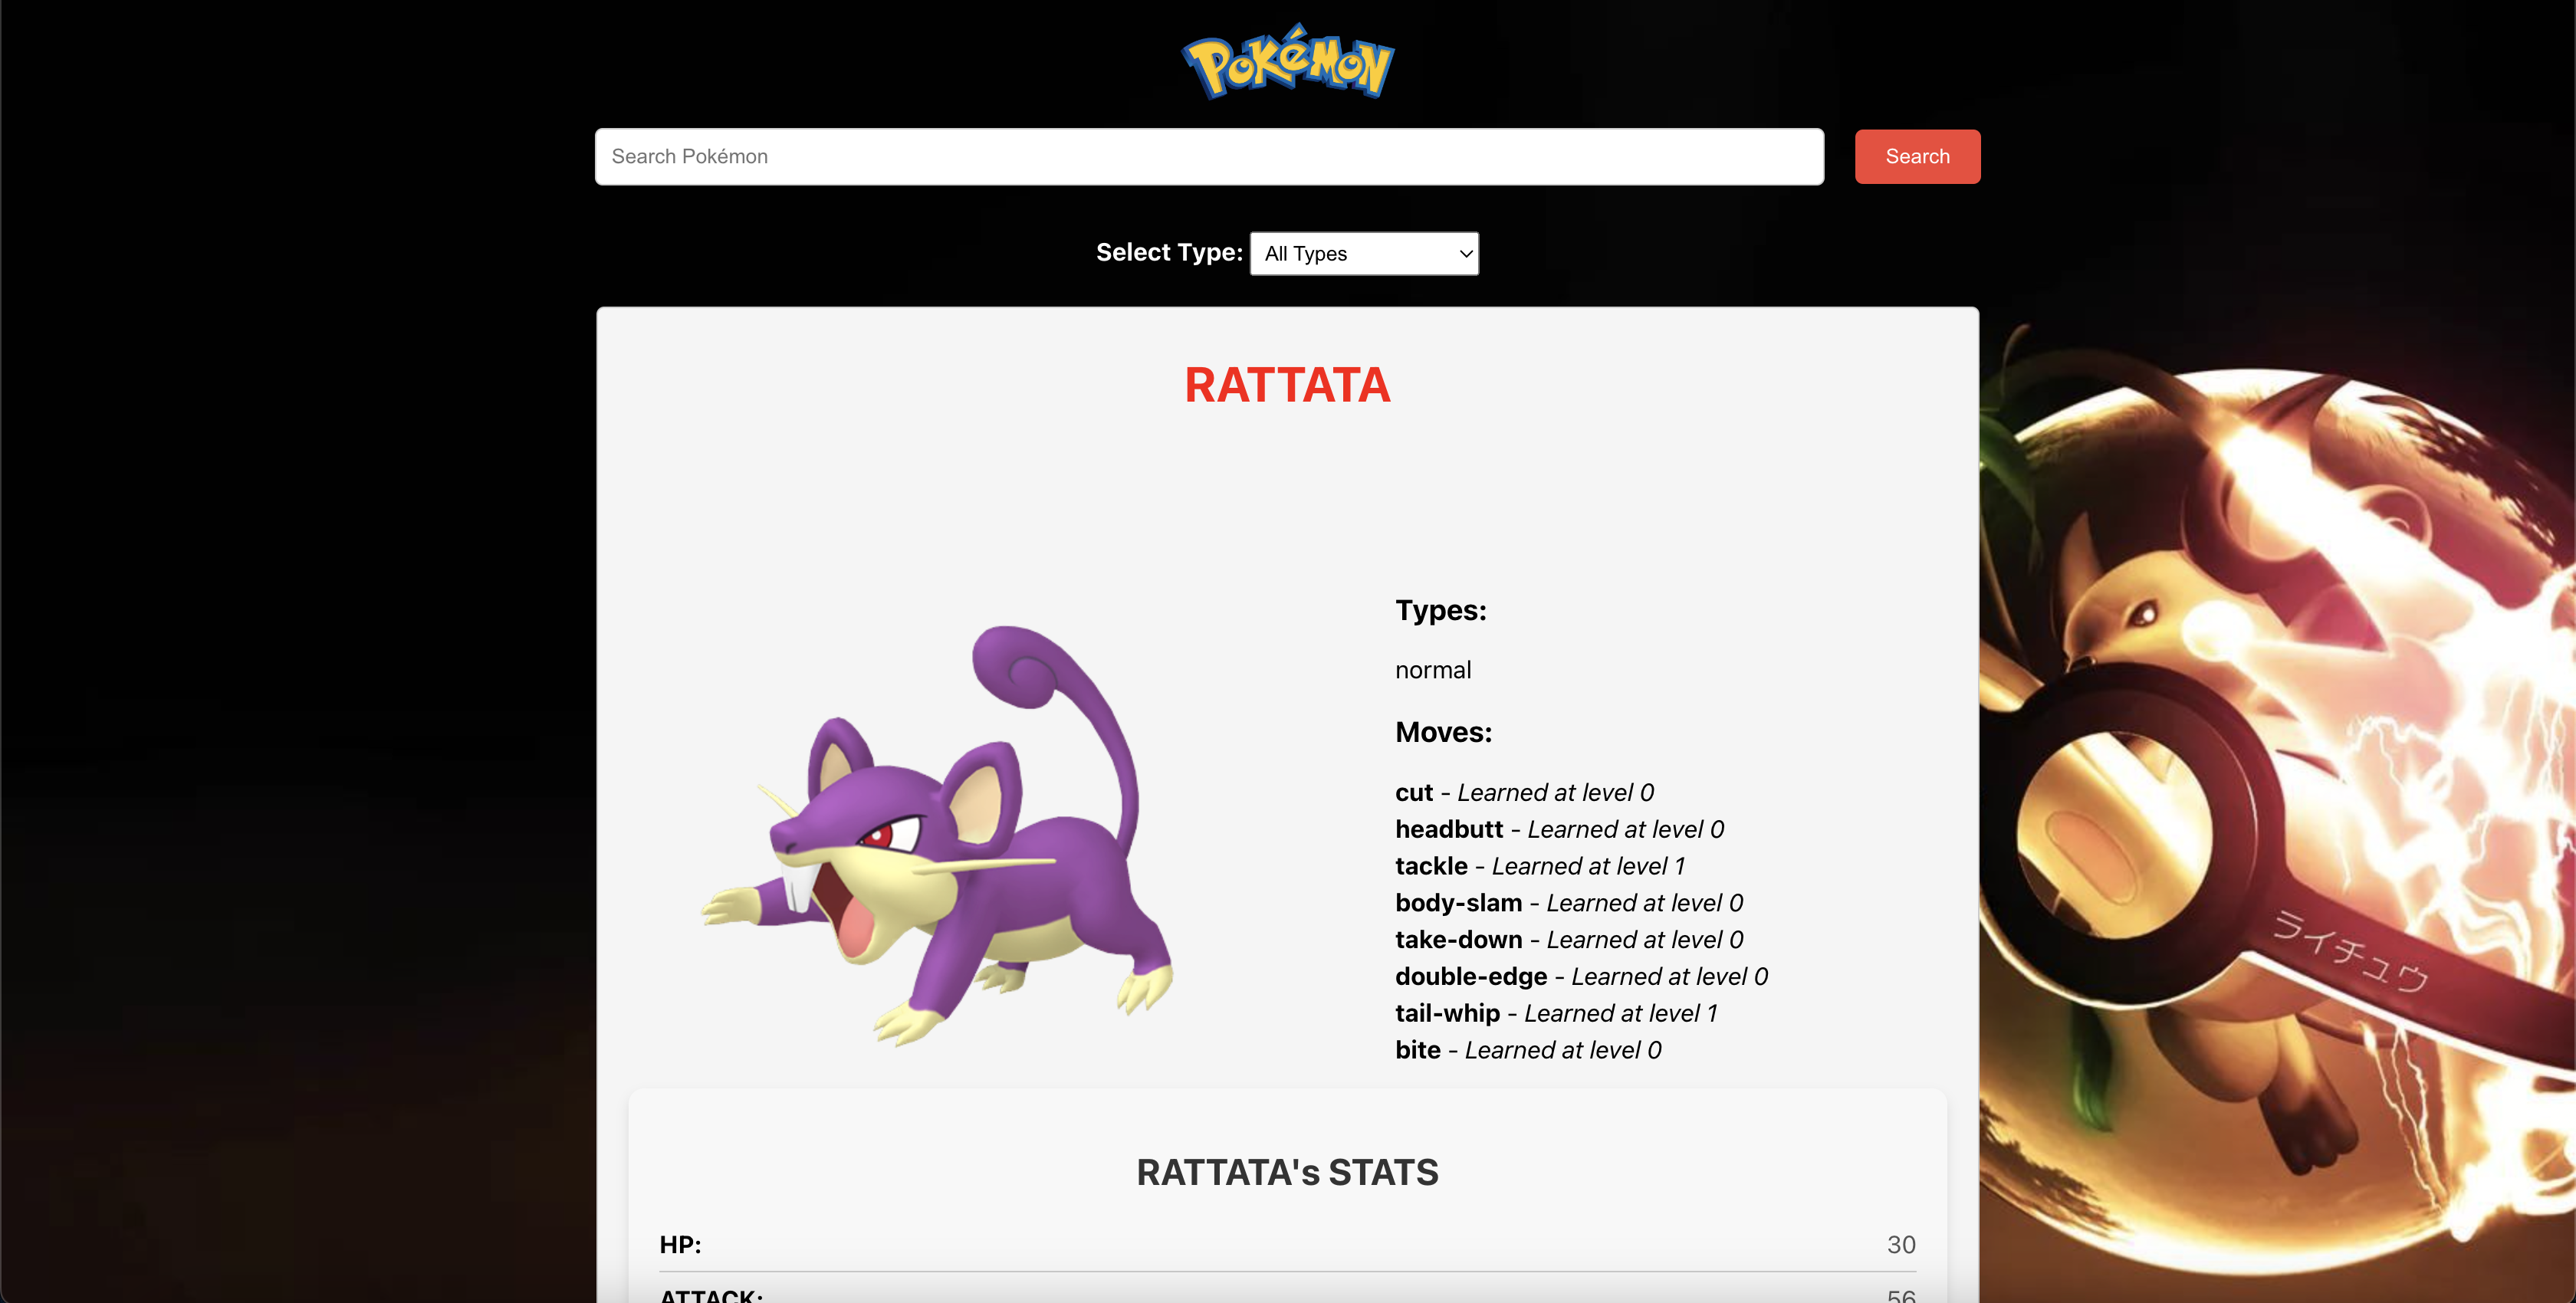 Pokémon
Search Pokémon
Search
Select Type: All Types
RATTATA
Types:
normal
Moves:
cut - Learned at level 0
headbutt - Learned at level 0
tackle - Learned at level 1
body-slam - Learned at level 0
take-down - Learned at level 0
double-edge - Learned at level 0
tail-whip - Learned at level 1
bite - Learned at level 0
ライチュウ
RATTATA's STATS
HP: 30
ATTACK: 56